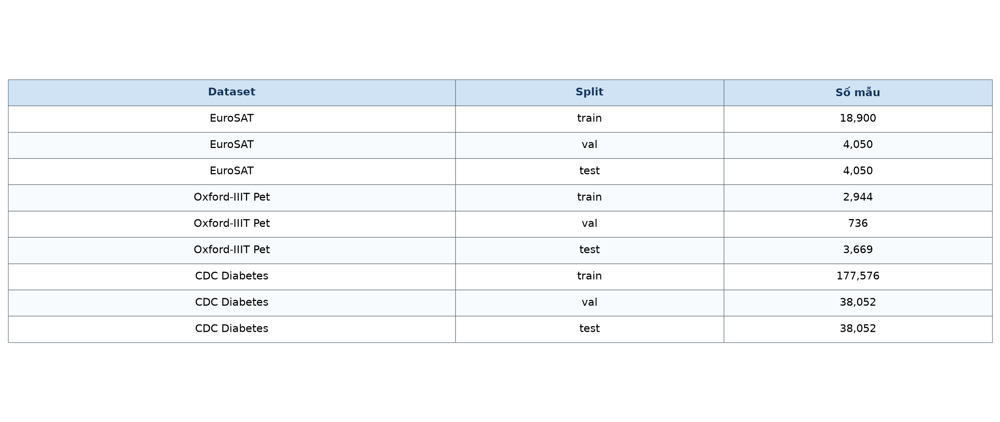 Dataset Split Số mẫu
EuroSAT train 18,900
EuroSAT val 4,050
EuroSAT test 4,050
Oxford-IIIT Pet train 2,944
Oxford-IIIT Pet val 736
Oxford-IIIT Pet test 3,669
CDC Diabetes train 177,576
CDC Diabetes val 38,052
CDC Diabetes test 38,052